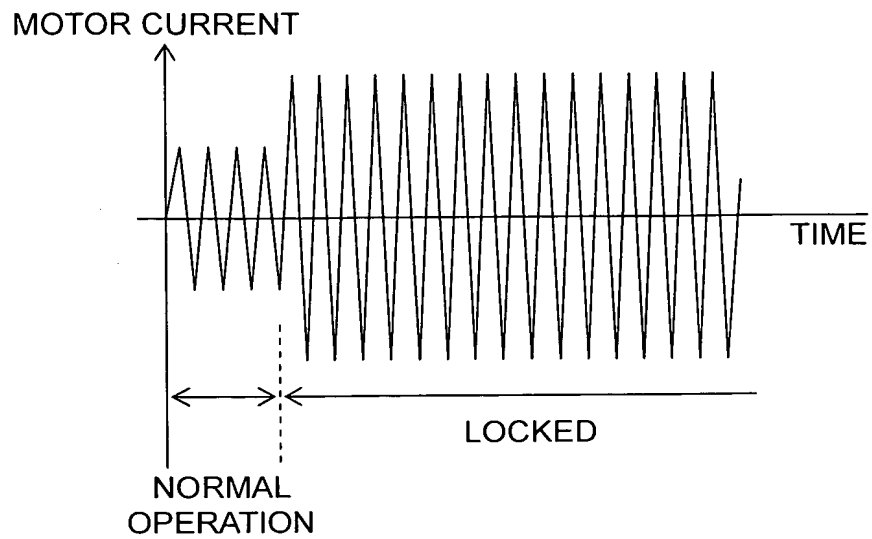 MOTOR CURRENT
TIME
LOCKED
NORMAL
OPERATION